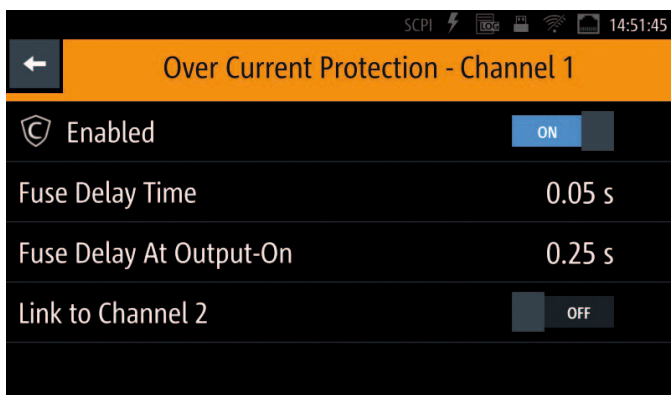 SCPI LOG 14:51:45
Over Current Protection - Channel 1
C Enabled ON
Fuse Delay Time 0.05 s
Fuse Delay At Output-On 0.25 s
Link to Channel 2 OFF